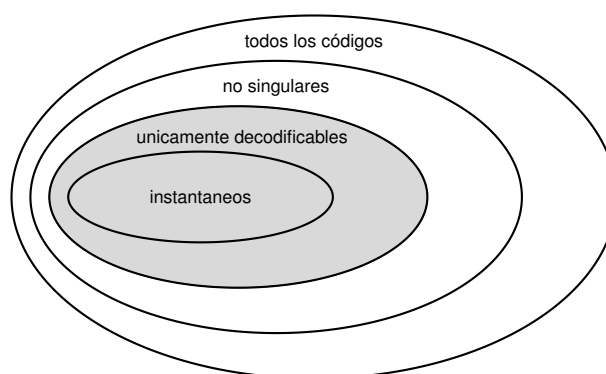 todos los códigos
no singulares
unicamente decodificables
instantaneos